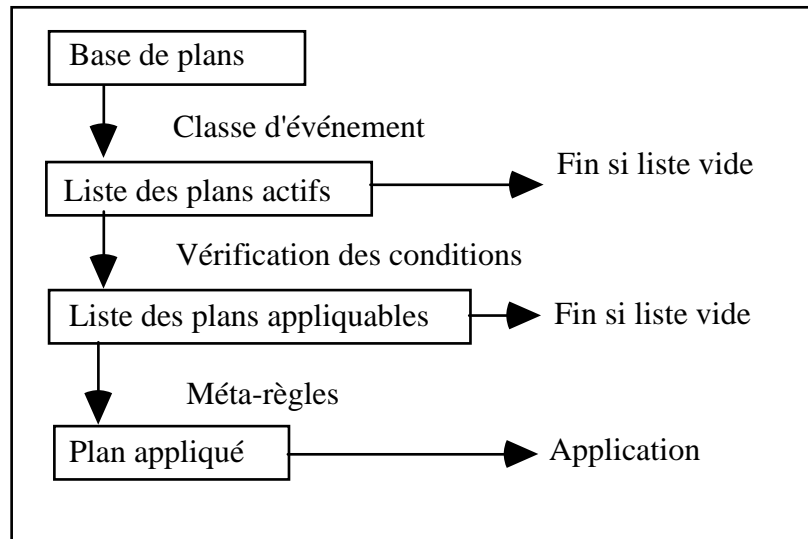 Base de plans
Classe d'événement
Fin si liste vide
Liste des plans actifs
Vérification des conditions
Liste des plans appliquables
Fin si liste vide
Méta-règles
Plan appliqué
Application